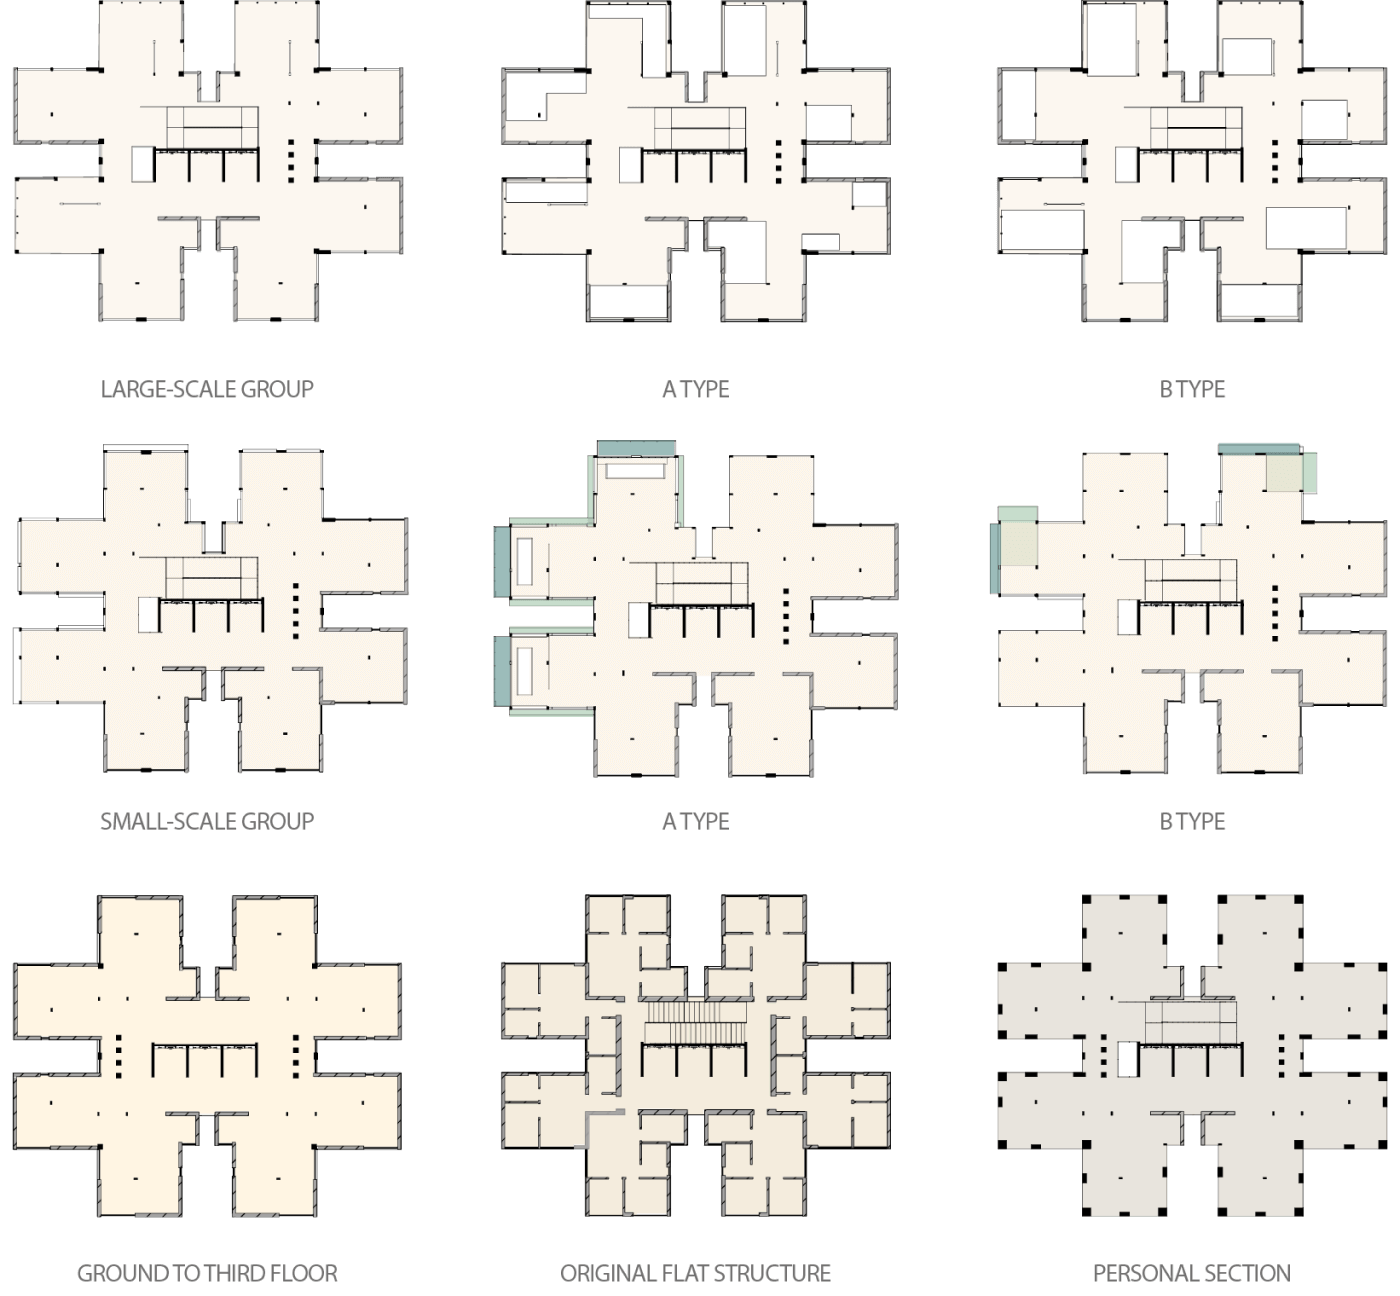 LARGE-SCALE GROUP
A TYPE
B TYPE
SMALL-SCALE GROUP
A TYPE
B TYPE
GROUND TO THIRD FLOOR
ORIGINAL FLAT STRUCTURE
PERSONAL SECTION